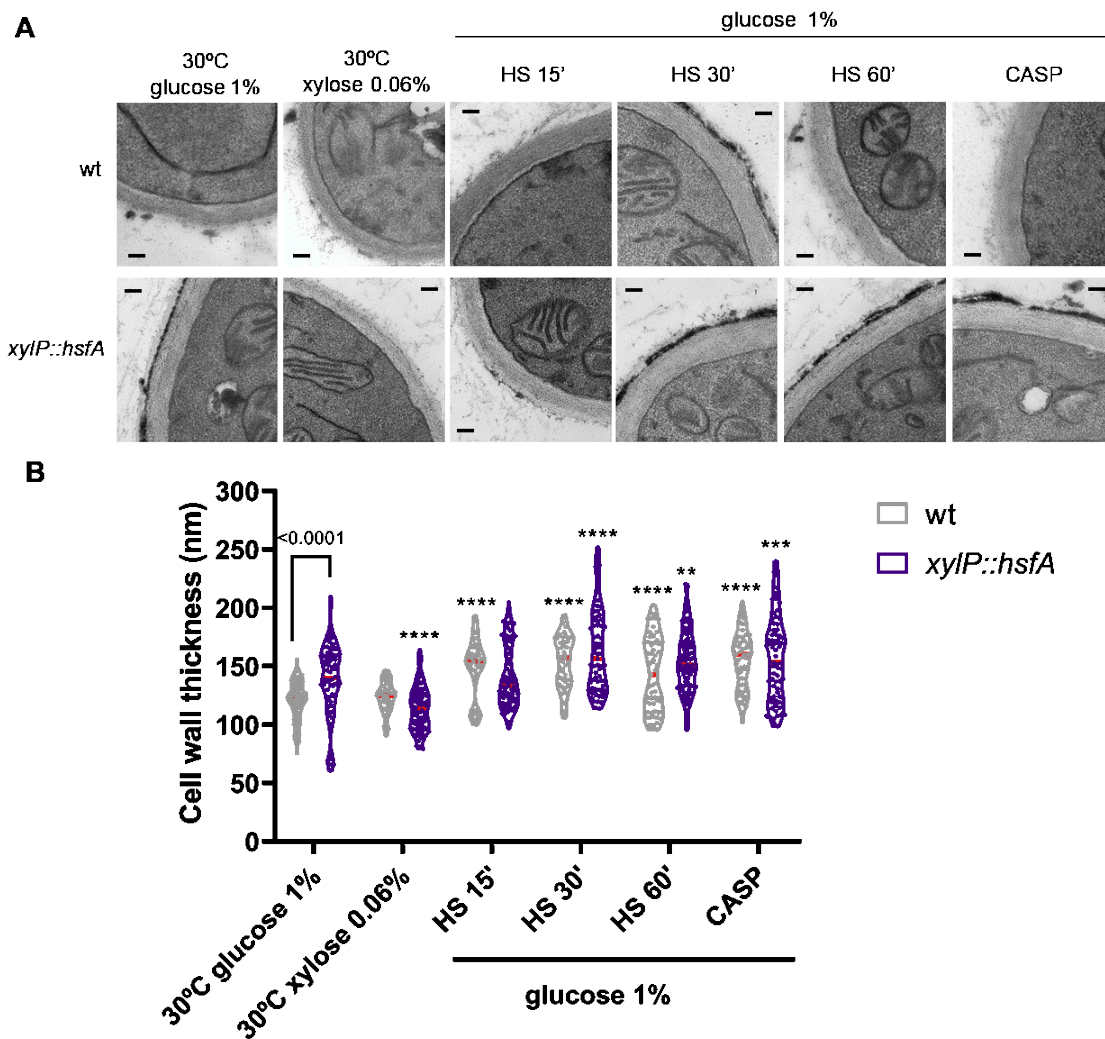 A
glucose 1%
30ºC
glucose 1%
30ºC
xylose 0.06%
HS 15’
HS 30’
HS 60’
CASP
wt
xylP::hsfA
B
Cell wall thickness (nm)
300
250
200
150
100
50
0
<0.0001
****
****
****
****
****
**
****
***
wt
xylP::hsfA
30ºC glucose 1%
30ºC xylose 0.06%
HS 15'
HS 30'
HS 60'
CASP
glucose 1%